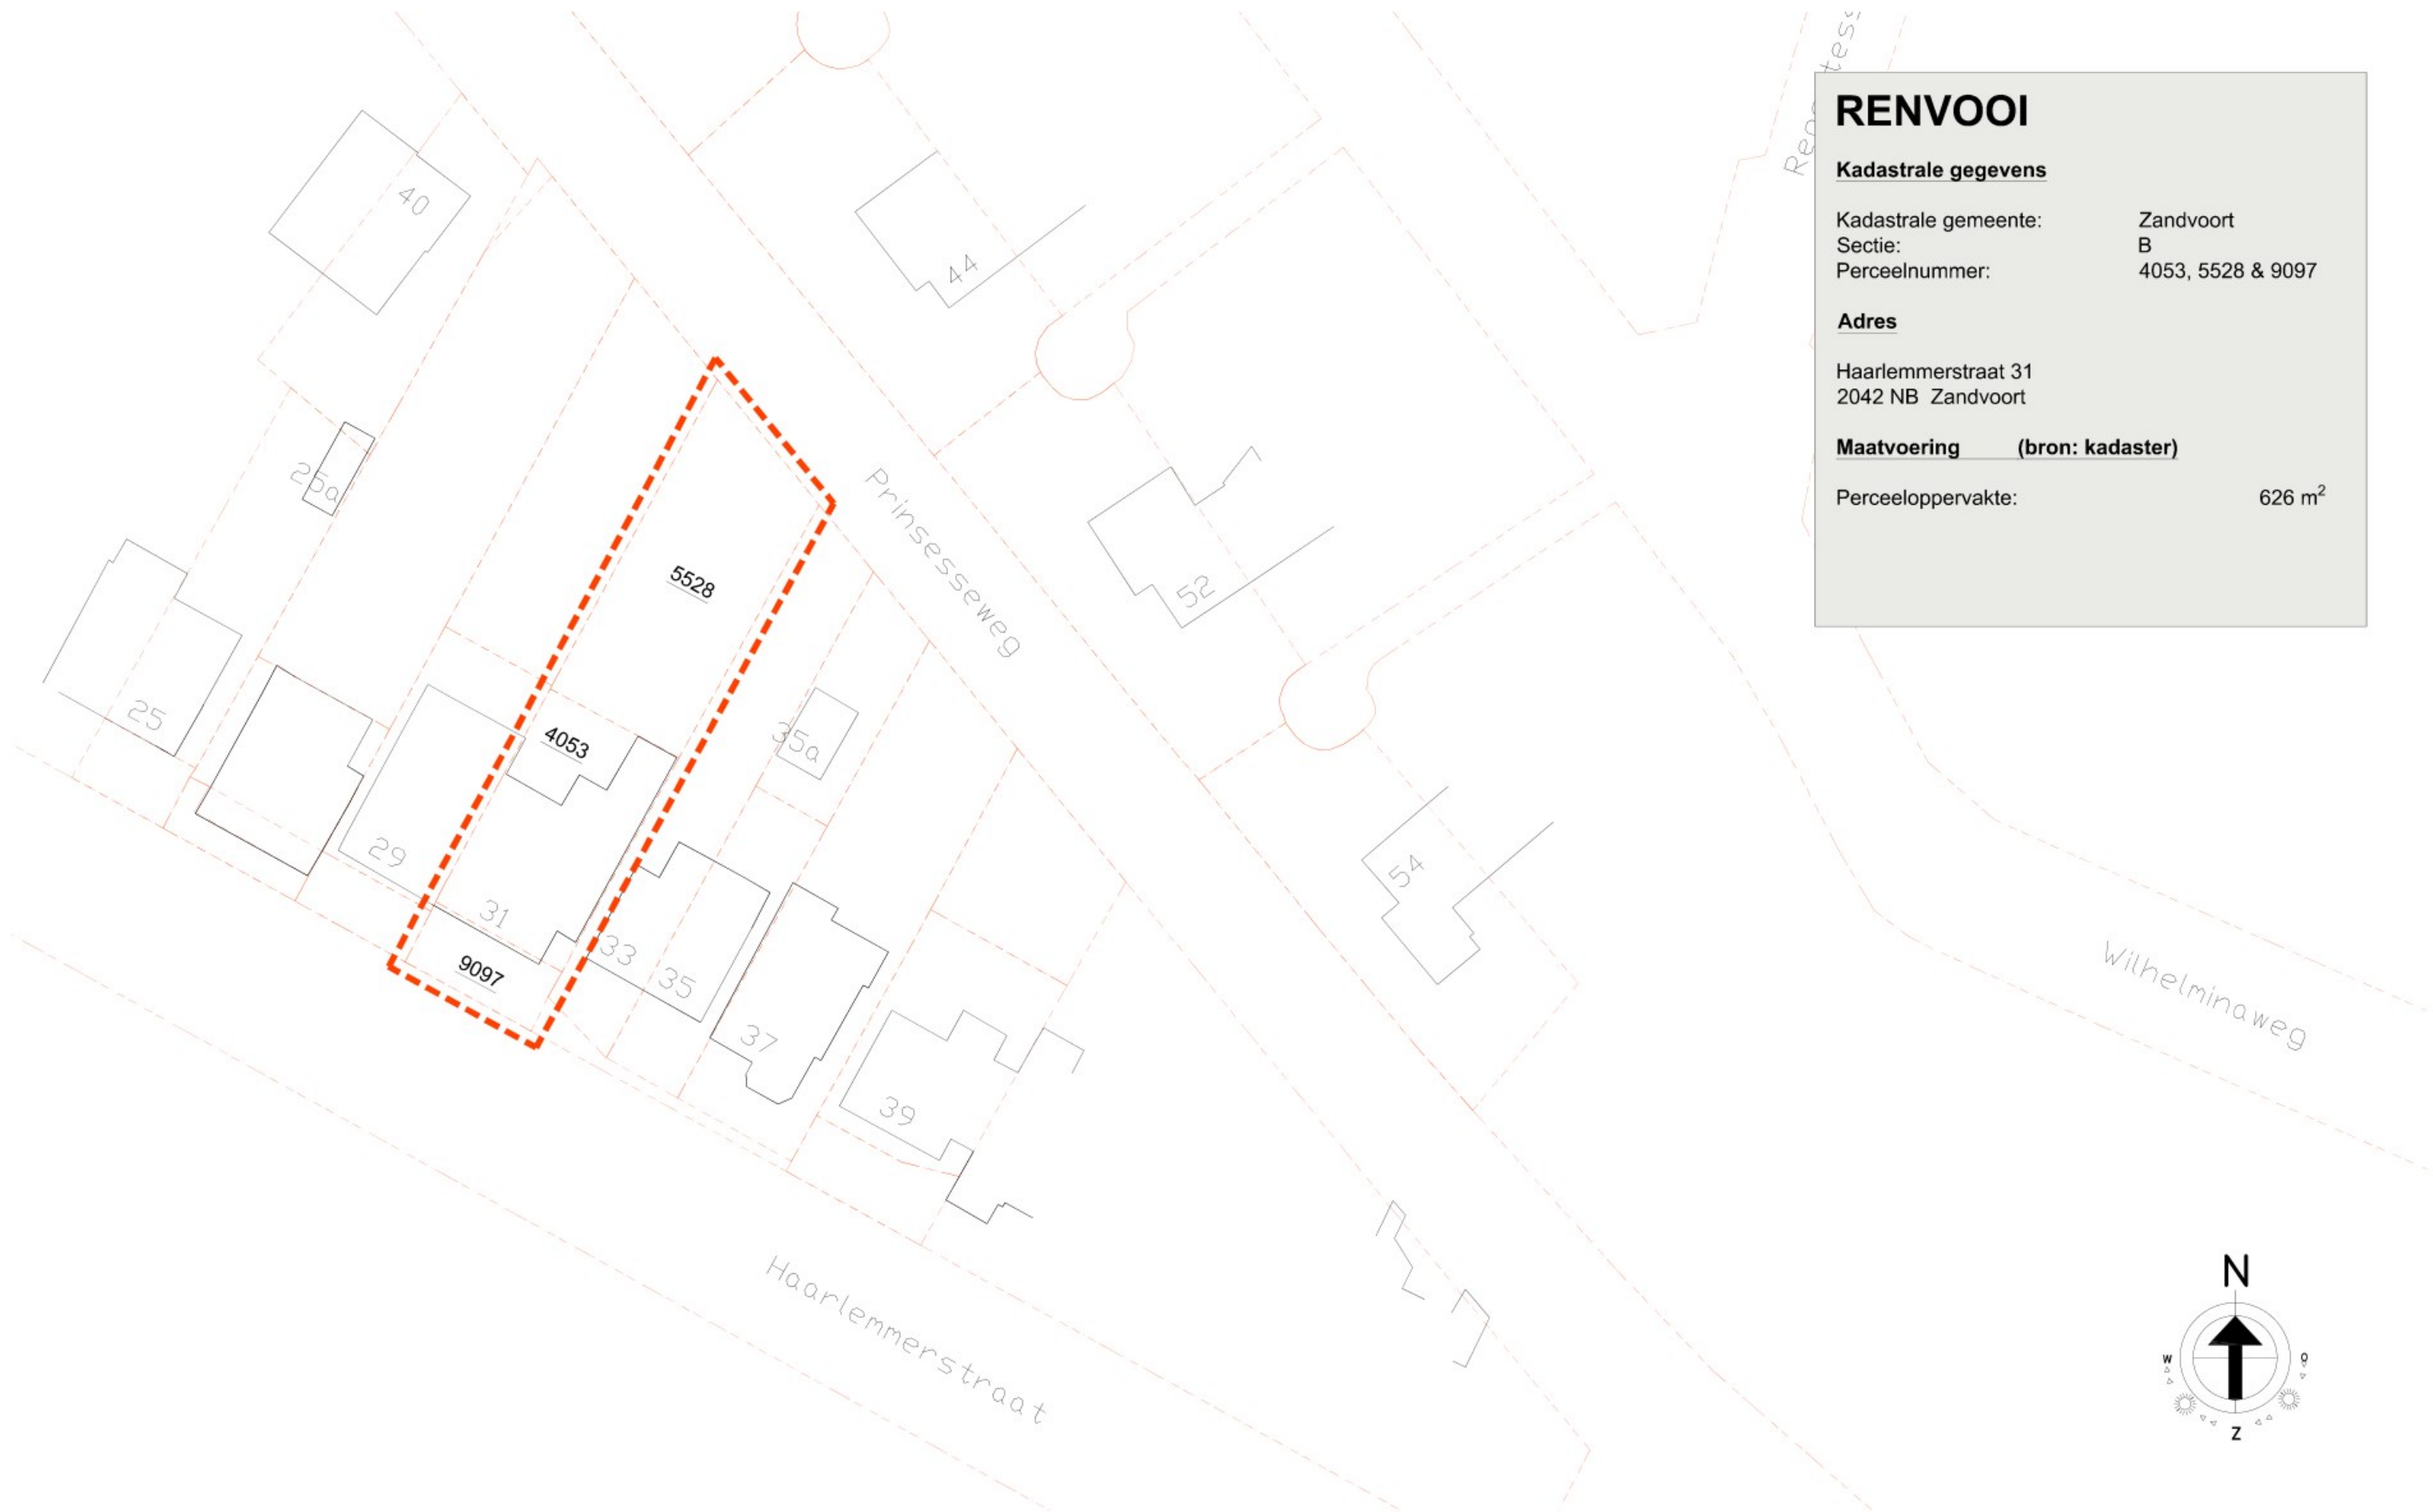 RENVOOI
Kadastrale gegevens
Kadastrale gemeente: Zandvoort
Sectie: B
Perceelnummer: 4053, 5528 & 9097
Adres
Haarlemmerstraat 31
2042 NB Zandvoort
Maatvoering (bron: kadaster)
Perceeloppervakte: 626 m²
40
44
25a
5528
Prinsesseweg
52
25
4053
35a
29
31
54
33
35
9097
37
39
Wilhelminaweg
Haarlemmerstraat
N
W
O
Z